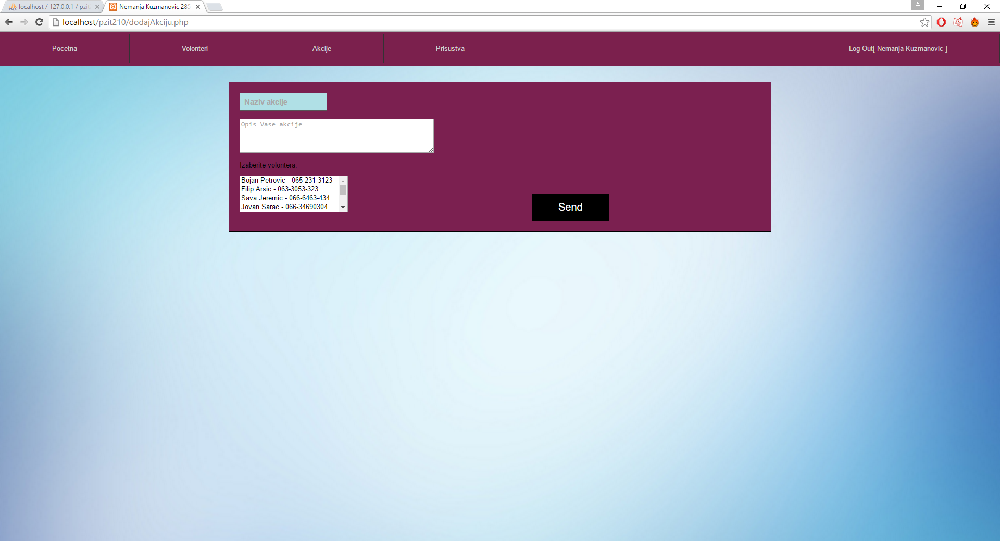 localhost / 127.0.0.1 / pzit
Nemanja Kuzmanovic 285
localhost/pzit210/dodajAkciju.php
Pocetna
Volonteri
Akcije
Prisustva
Log Out[ Nemanja Kuzmanovic ]
Naziv akcije
Opis Vase akcije
Izaberite volontera:
Bojan Petrovic - 065-231-3123
Filip Arsic - 063-3053-323
Sava Jeremic - 066-6463-434
Jovan Sarac - 066-34690304
Send